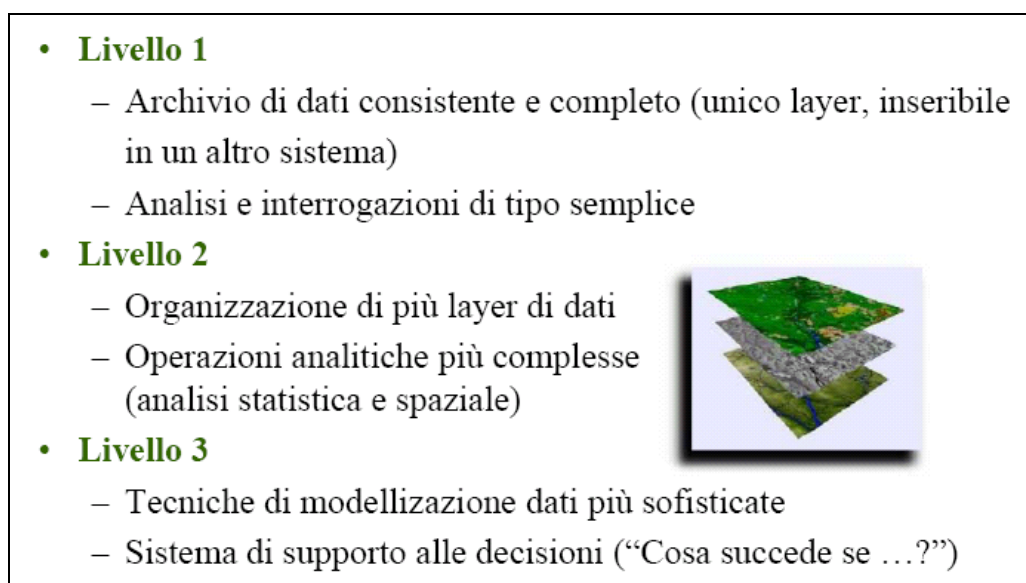 • Livello 1
– Archivio di dati consistente e completo (unico layer, inseribile
in un altro sistema)
– Analisi e interrogazioni di tipo semplice
• Livello 2
– Organizzazione di più layer di dati
– Operazioni analitiche più complesse
(analisi statistica e spaziale)
• Livello 3
– Tecniche di modellizazione dati più sofisticate
– Sistema di supporto alle decisioni (“Cosa succede se …?”)